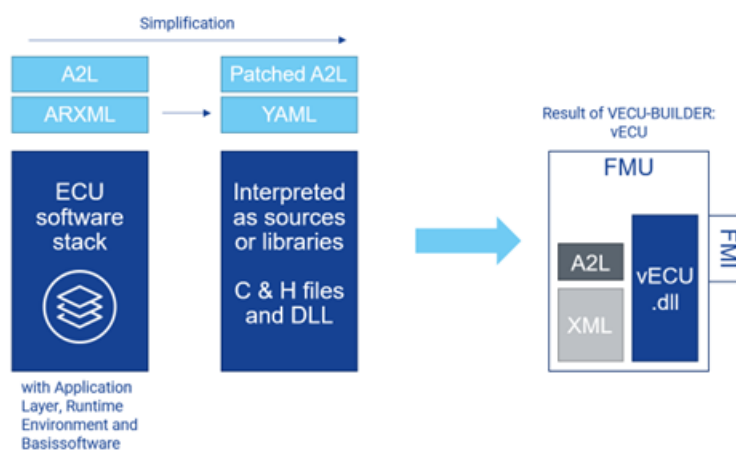 Simplification
A2L
ARXML
Patched A2L
YAML
ECU
software
stack
Interpreted
as sources
or libraries
C & H files
and DLL
with Application
Layer, Runtime
Environment and
Basissoftware
Result of VECU-BUILDER:
vECU
FMU
A2L
XML
vECU
.dll
FMI